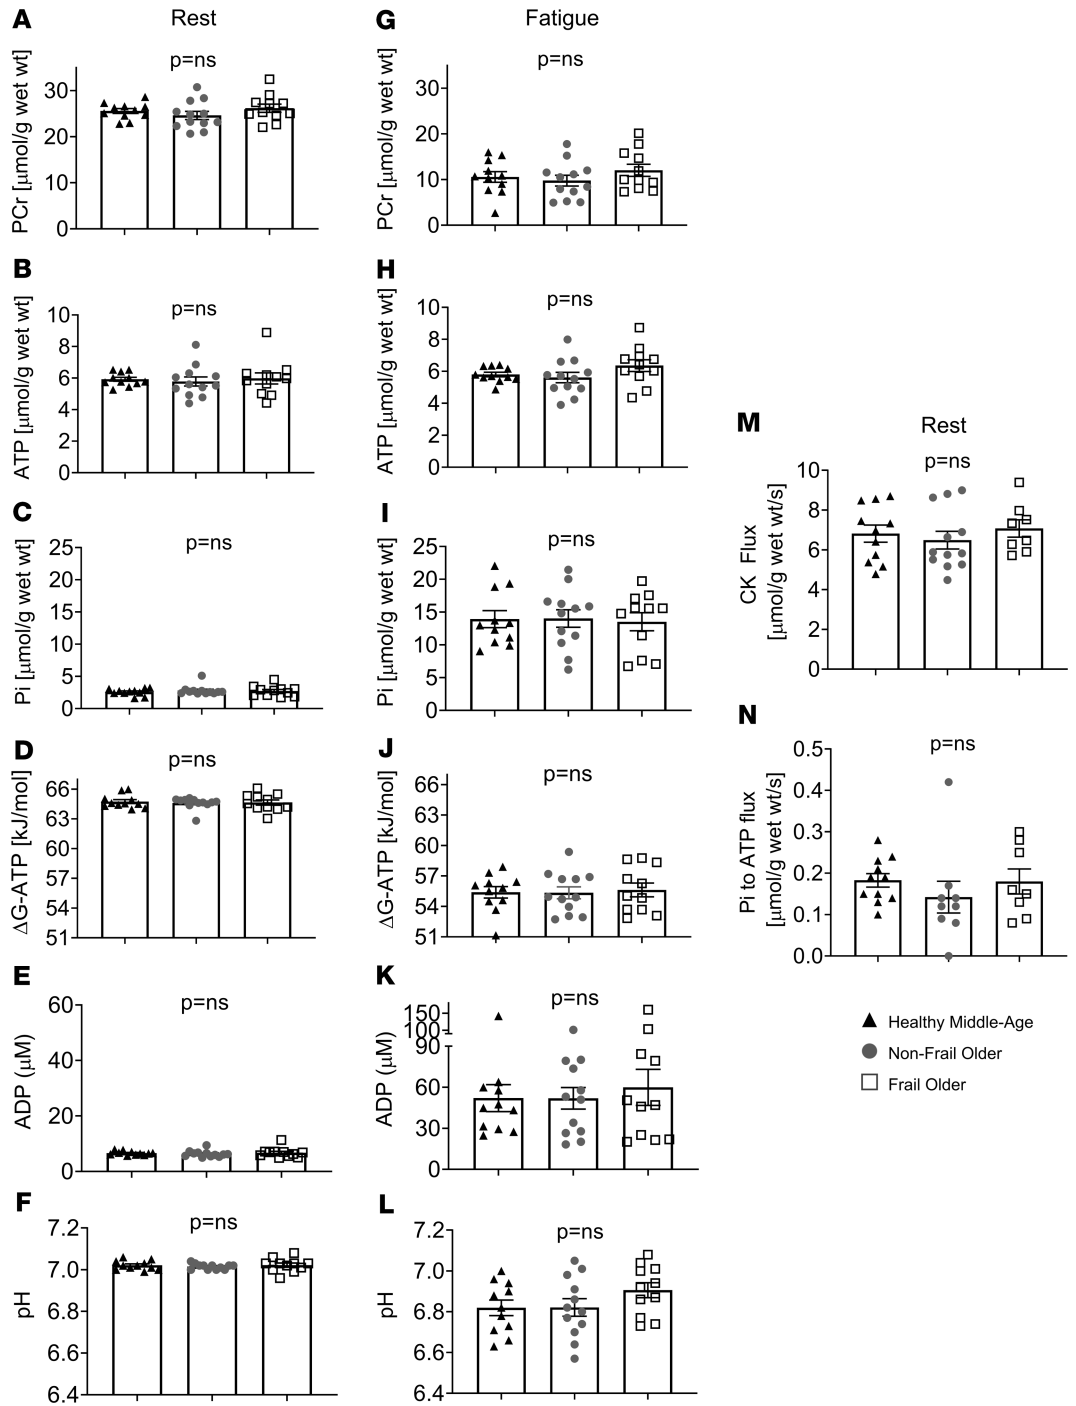 A Rest
p=ns
PCr [µmol/g wet wt]
30
20
10
0
B
p=ns
ATP [µmol/g wet wt]
10
8
6
4
2
0
C
p=ns
Pi [µmol/g wet wt]
25
20
15
10
5
0
D
p=ns
ΔG-ATP [kJ/mol]
66
63
60
57
54
51
E
p=ns
ADP (µM)
60
40
20
0
F
p=ns
pH
7.2
7.0
6.8
6.6
6.4
G Fatigue
p=ns
PCr [µmol/g wet wt]
30
20
10
0
H
p=ns
ATP [µmol/g wet wt]
10
8
6
4
2
0
I
p=ns
Pi [µmol/g wet wt]
25
20
15
10
5
0
J
p=ns
ΔG-ATP [kJ/mol]
66
63
60
57
54
51
K
p=ns
ADP (µM)
150
100
90
60
30
0
L
p=ns
pH
7.2
7.0
6.8
6.6
6.4
M
Rest
p=ns
CK Flux
[µmol/g wet wt/s]
10
8
6
4
2
0
N
p=ns
Pi to ATP flux
[µmol/g wet wt/s]
0.5
0.4
0.3
0.2
0.1
0.0
Healthy Middle-Age
Non-Frail Older
Frail Older